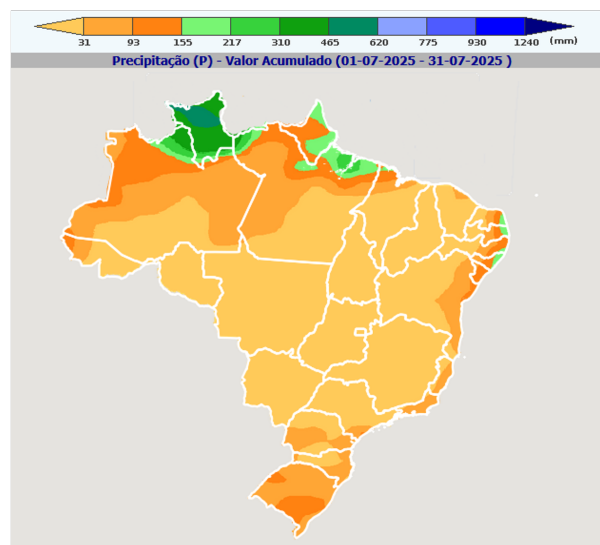 31 93 155 217 310 465 620 775 930 1240 (mm)
Precipitação (P) - Valor Acumulado (01-07-2025 - 31-07-2025 )